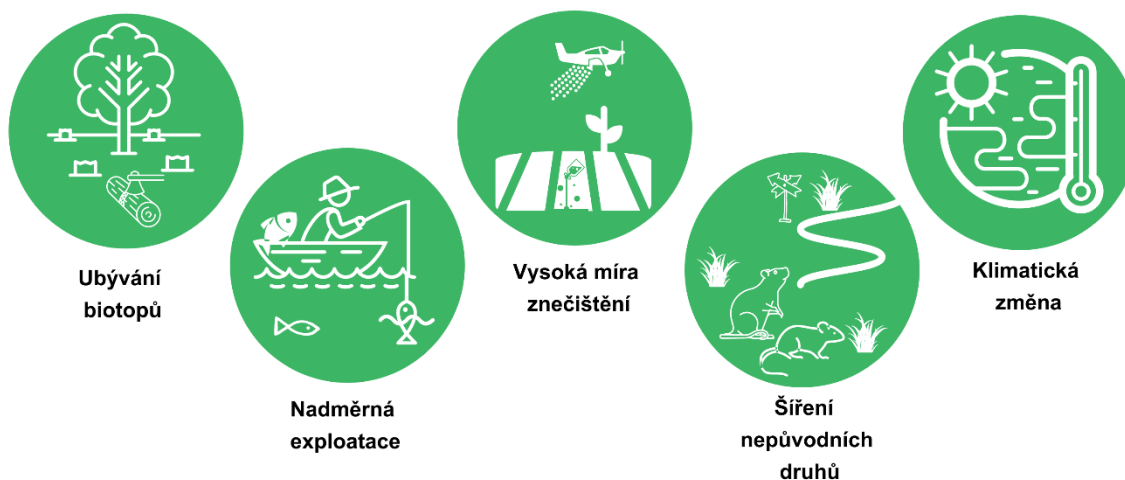 Ubývání
biotopů
Nadměrná
exploatace
Vysoká míra
znečištění
Šíření
nepůvodních
druhů
Klimatická
změna